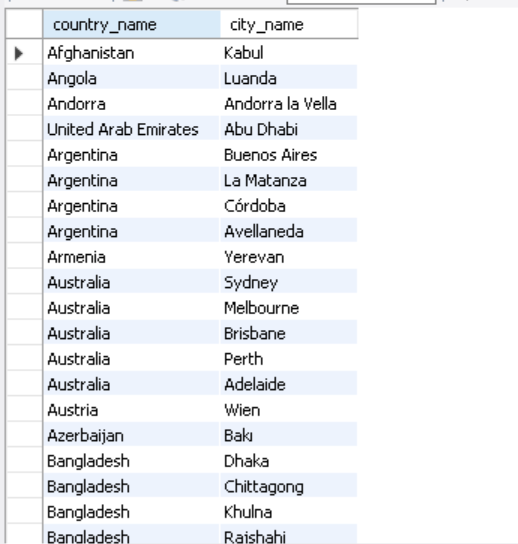 country_name city_name
Afghanistan Kabul
Angola Luanda
Andorra Andorra la Vella
United Arab Emirates Abu Dhabi
Argentina Buenos Aires
Argentina La Matanza
Argentina Córdoba
Argentina Avellaneda
Armenia Yerevan
Australia Sydney
Australia Melbourne
Australia Brisbane
Australia Perth
Australia Adelaide
Austria Wien
Azerbaijan Baki
Bangladesh Dhaka
Bangladesh Chittagong
Bangladesh Khulna
Bangladesh Rajshahi